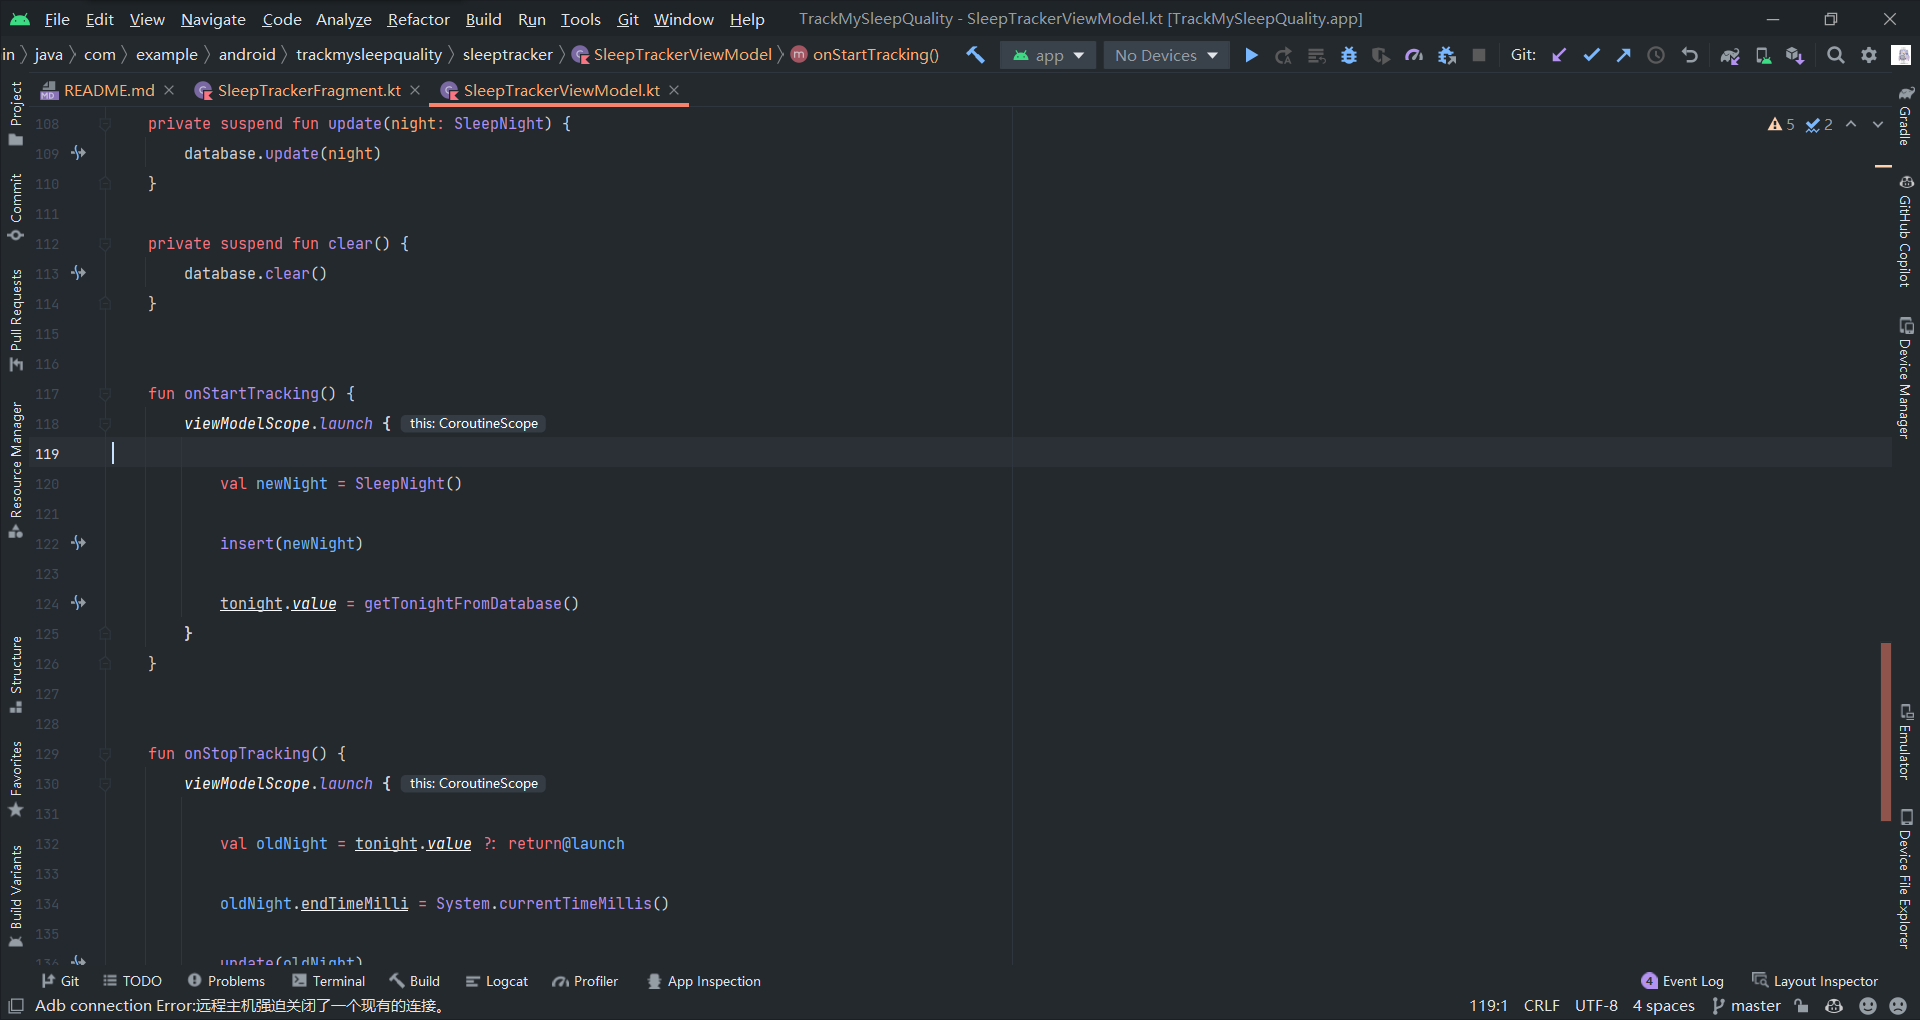 File Edit View Navigate Code Analyze Refactor Build Run Tools Git Window Help TrackMySleepQuality - SleepTrackerViewModel.kt [TrackMySleepQuality.app]
in java com example android trackmysleepquality sleeptracker SleepTrackerViewModel m onStartTracking() app No Devices Git:
README.md SleepTrackerFragment.kt SleepTrackerViewModel.kt
108 private suspend fun update(night: SleepNight) {
109 database.update(night)
110 }
111
112 private suspend fun clear() {
113 database.clear()
114 }
115
116
117 fun onStartTracking() {
118 viewModelScope.launch { this: CoroutineScope
119
120 val newNight = SleepNight()
121
122 insert(newNight)
123
124 tonight.value = getTonightFromDatabase()
125 }
126 }
127
128
129 fun onStopTracking() {
130 viewModelScope.launch { this: CoroutineScope
131
132 val oldNight = tonight.value ?: return@launch
133
134 oldNight.endTimeMilli = System.currentTimeMillis()
135
136 update(oldNight)
5 2
Project
Commit
Pull Requests
Resource Manager
Structure
Favorites
Build Variants
Gradle
GitHub Copilot
Device Manager
Emulator
Device File Explorer
Git TODO Problems Terminal Build Logcat Profiler App Inspection 4 Event Log Layout Inspector
Adb connection Error:远程主机强迫关闭了一个现有的连接。 119:1 CRLF UTF-8 4 spaces master